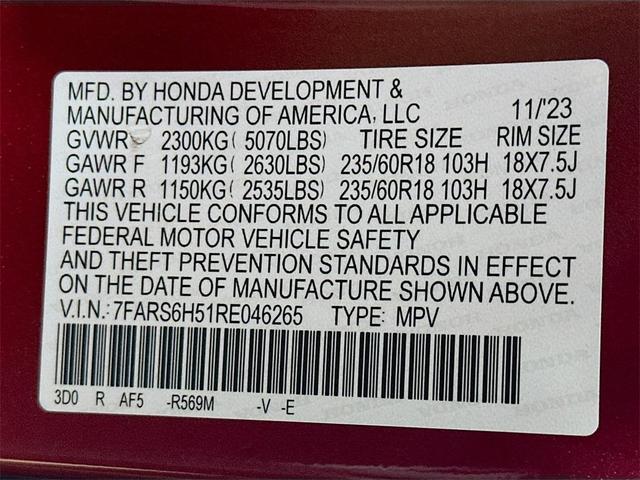 MFD. BY HONDA DEVELOPMENT &
MANUFACTURING OF AMERICA, LLC 11/'23
GVWR 2300KG( 5070LBS) TIRE SIZE RIM SIZE
GAWR F 1193KG( 2630LBS) 235/60R18 103H 18X7.5J
GAWR R 1150KG( 2535LBS) 235/60R18 103H 18X7.5J
THIS VEHICLE CONFORMS TO ALL APPLICABLE
FEDERAL MOTOR VEHICLE SAFETY
AND THEFT PREVENTION STANDARDS IN EFFECT
ON THE DATE OF MANUFACTURE SHOWN ABOVE.
V.I.N.:7FARS6H51RE046265 TYPE: MPV
3D0 R AF5 -R569M -V -E